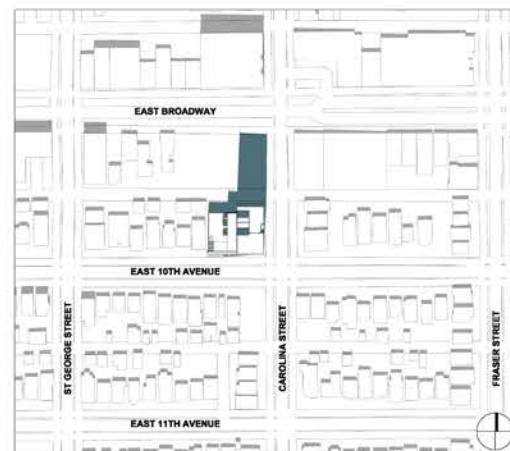 EAST BROADWAY
EAST 10TH AVENUE
ST GEORGE STREET
CAROLINA STREET
FRASER STREET
EAST 11TH AVENUE